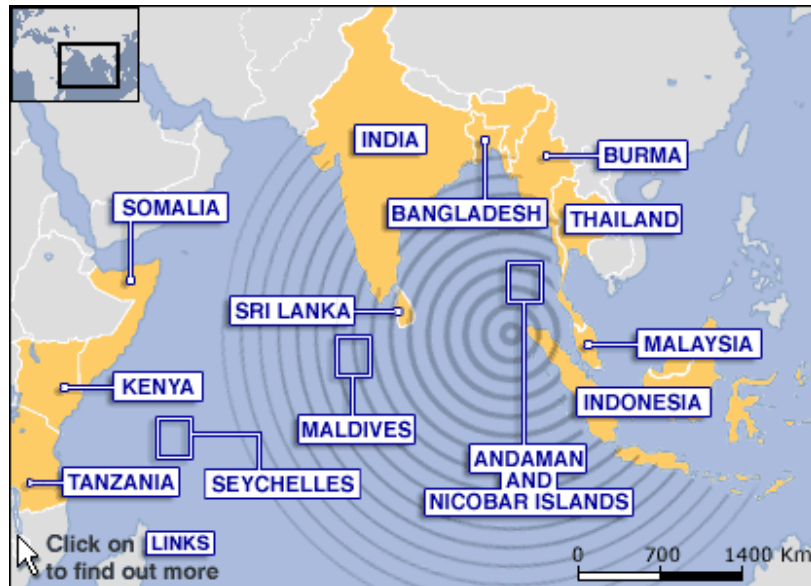 INDIA
BURMA
BANGLADESH
THAILAND
SOMALIA
SRI LANKA
MALAYSIA
KENYA
INDONESIA
MALDIVES
TANZANIA
SEYCHELLES
ANDAMAN
AND
NICOBAR ISLANDS
Click on LINKS
to find out more
0 700 1400 Km